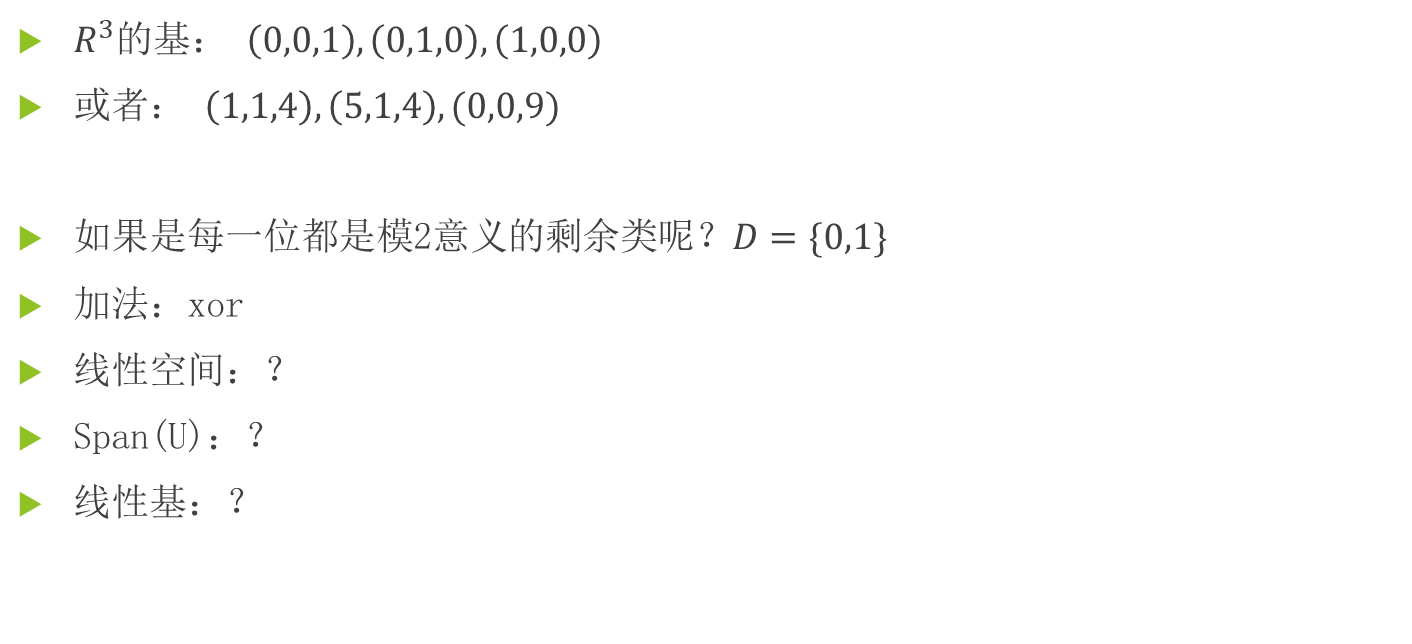 R³的基： (0,0,1),(0,1,0),(1,0,0)
或者： (1,1,4),(5,1,4),(0,0,9)
如果是每一位都是模2意义的剩余类呢？D = {0,1}
加法：xor
线性空间：？
Span(U)：？
线性基：？